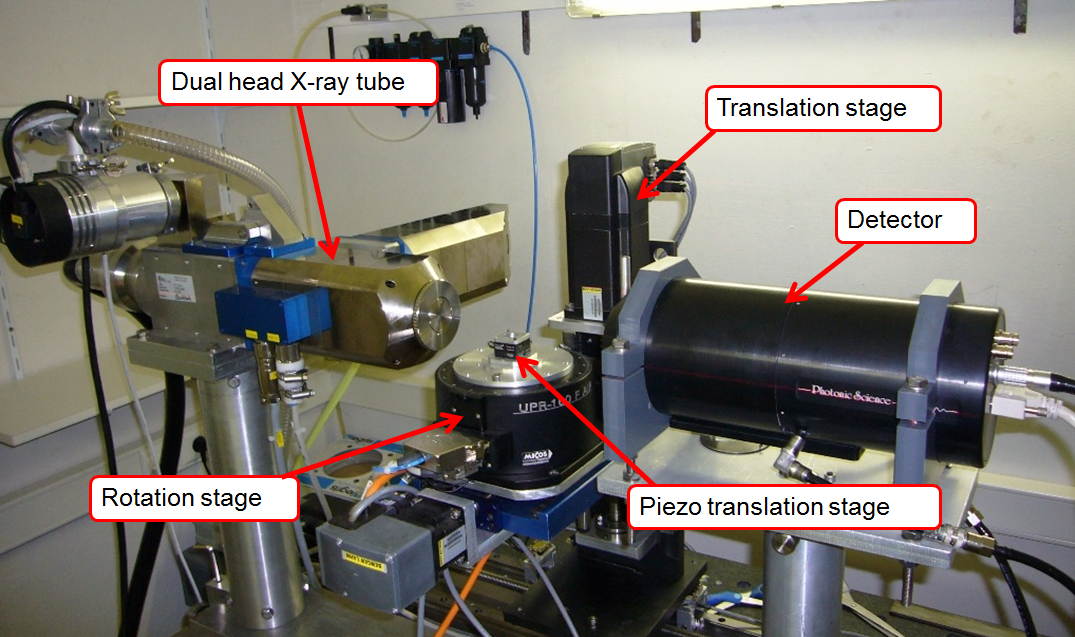 Dual head X-ray tube
Translation stage
Detector
Photonic Science
UPR-160 F AIR
MICOS
Rotation stage
Piezo translation stage